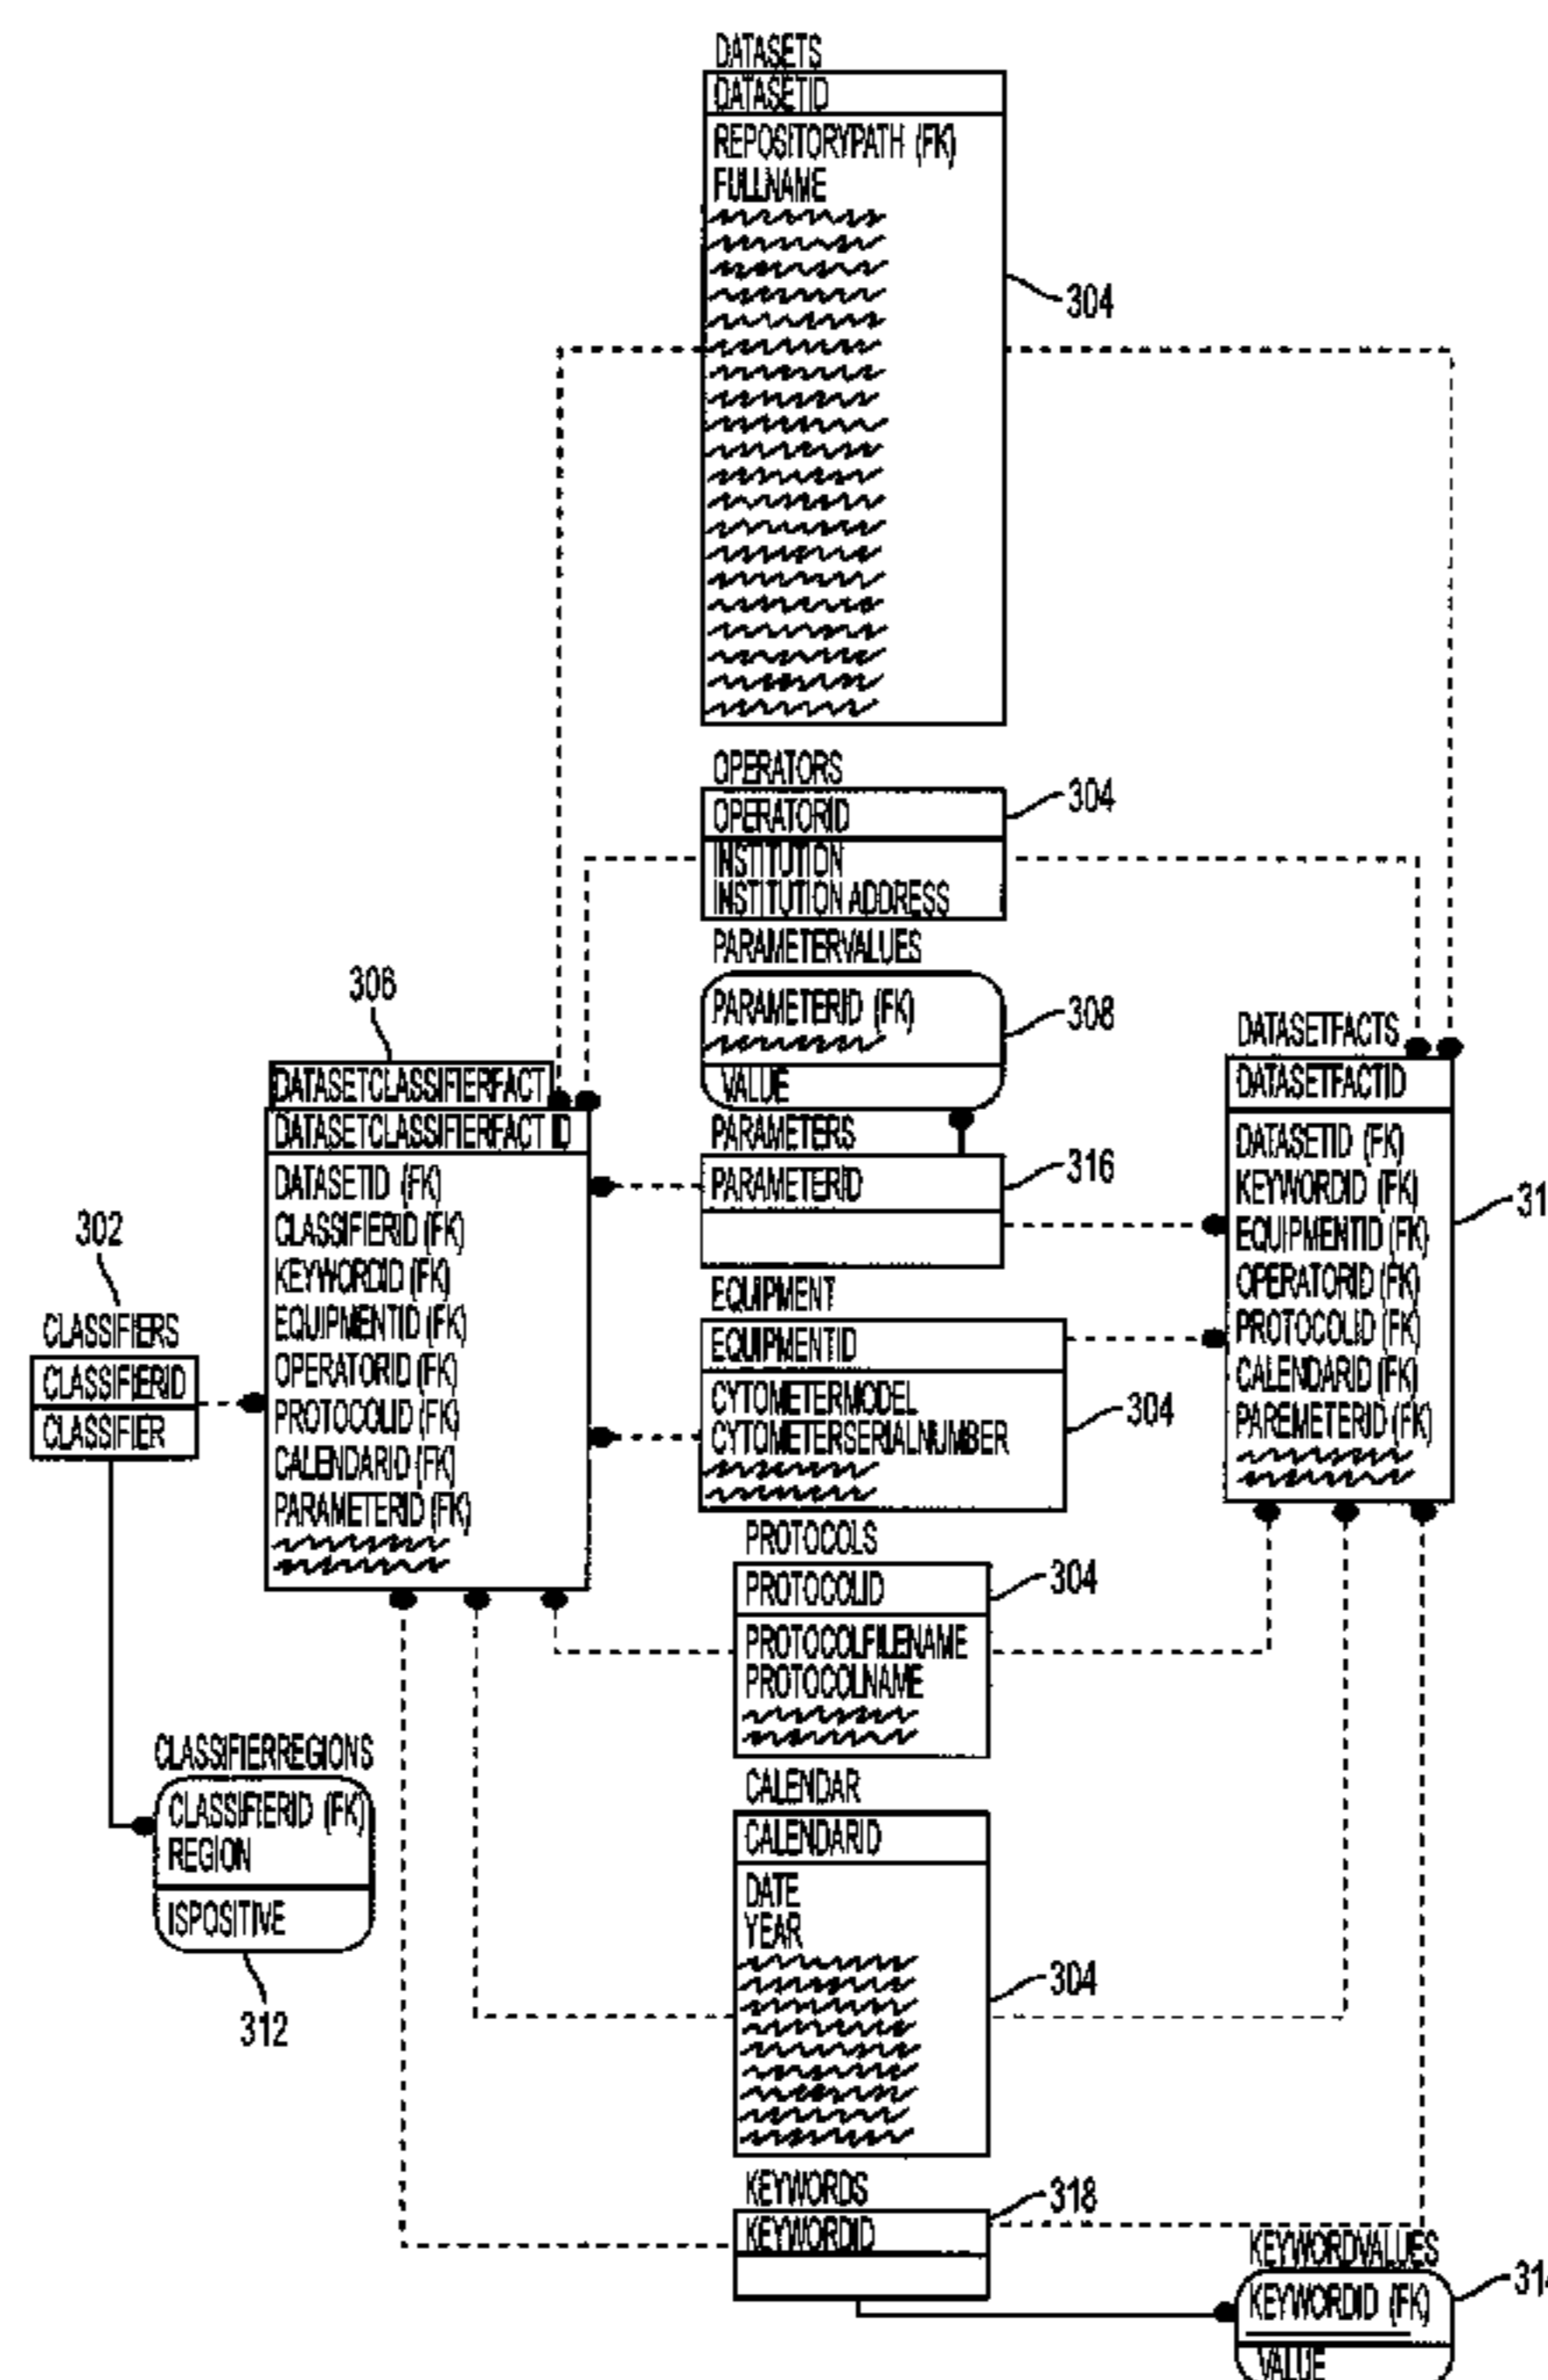 DATASETS
DATASETID
REPOSITORYPATH (FK)
FULLNAME
304
OPERATORS
OPERATORID
304
INSTITUTION
INSTITUTION ADDRESS
PARAMETERVALUES
PARAMETERID (FK)
308
VALUE
PARAMETERS
PARAMETERID
316
EQUIPMENT
EQUIPMENTID
CYTOMETERMODEL
CYTOMETERSERIALNUMBER
304
PROTOCOLS
PROTOCOLID
304
PROTOCOLFILENAME
PROTOCOLNAME
CALENDAR
CALENDARID
DATE
YEAR
304
KEYWORDS
KEYWORDID
318
306
DATASETCLASSIFIERFACT
DATASETCLASSIFIERFACT ID
DATASETID (FK)
CLASSIFIERID (FK)
KEYWORDID (FK)
EQUIPMENTID (FK)
OPERATORID (FK)
PROTOCOLID (FK)
CALENDARID (FK)
PARAMETERID (FK)
302
CLASSIFIERS
CLASSIFIERID
CLASSIFIER
CLASSIFIERREGIONS
CLASSIFIERID (FK)
REGION
ISPOSITIVE
312
DATASETFACTS
DATASETFACTID
DATASETID (FK)
KEYWORDID (FK)
EQUIPMENTID (FK)
OPERATORID (FK)
PROTOCOLID (FK)
CALENDARID (FK)
PAREMETERID (FK)
31
KEYWORDVALUES
KEYWORDID (FK)
314
VALUE